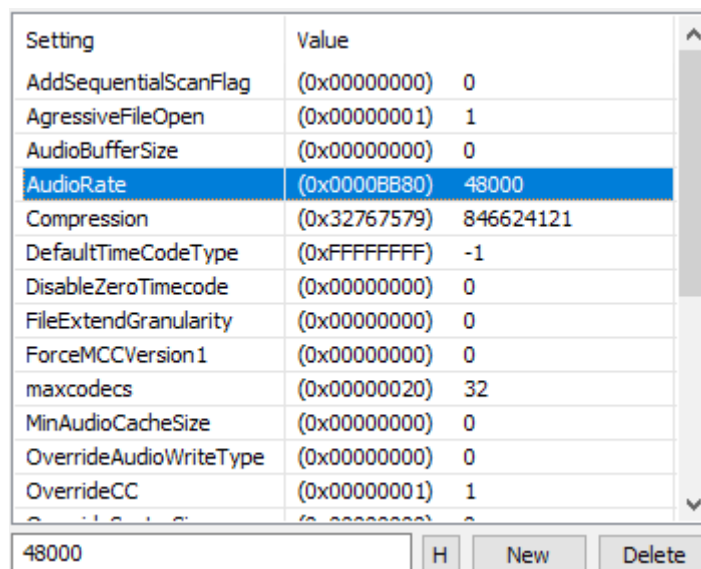 Setting Value
AddSequentialScanFlag (0x00000000) 0
AgressiveFileOpen (0x00000001) 1
AudioBufferSize (0x00000000) 0
AudioRate (0x0000BB80) 48000
Compression (0x32767579) 846624121
DefaultTimeCodeType (0xFFFFFFFF) -1
DisableZeroTimecode (0x00000000) 0
FileExtendGranularity (0x00000000) 0
ForceMCCVersion1 (0x00000000) 0
maxcodecs (0x00000020) 32
MinAudioCacheSize (0x00000000) 0
OverrideAudioWriteType (0x00000000) 0
OverrideCC (0x00000001) 1
48000 H New Delete